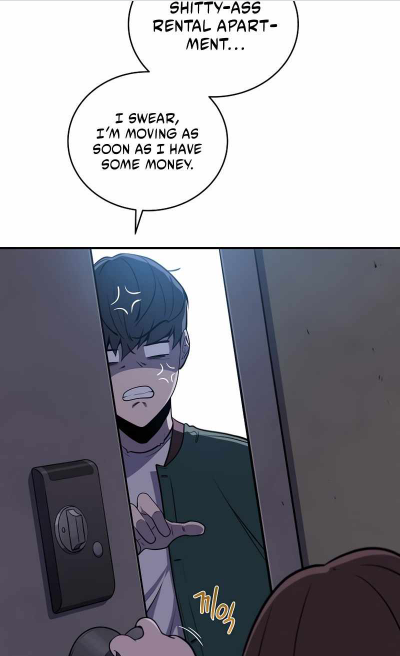 SHITTY-ASS
RENTAL APART-
MENT...
I SWEAR,
I'M MOVING AS
SOON AS I HAVE
SOME MONEY.
끼익